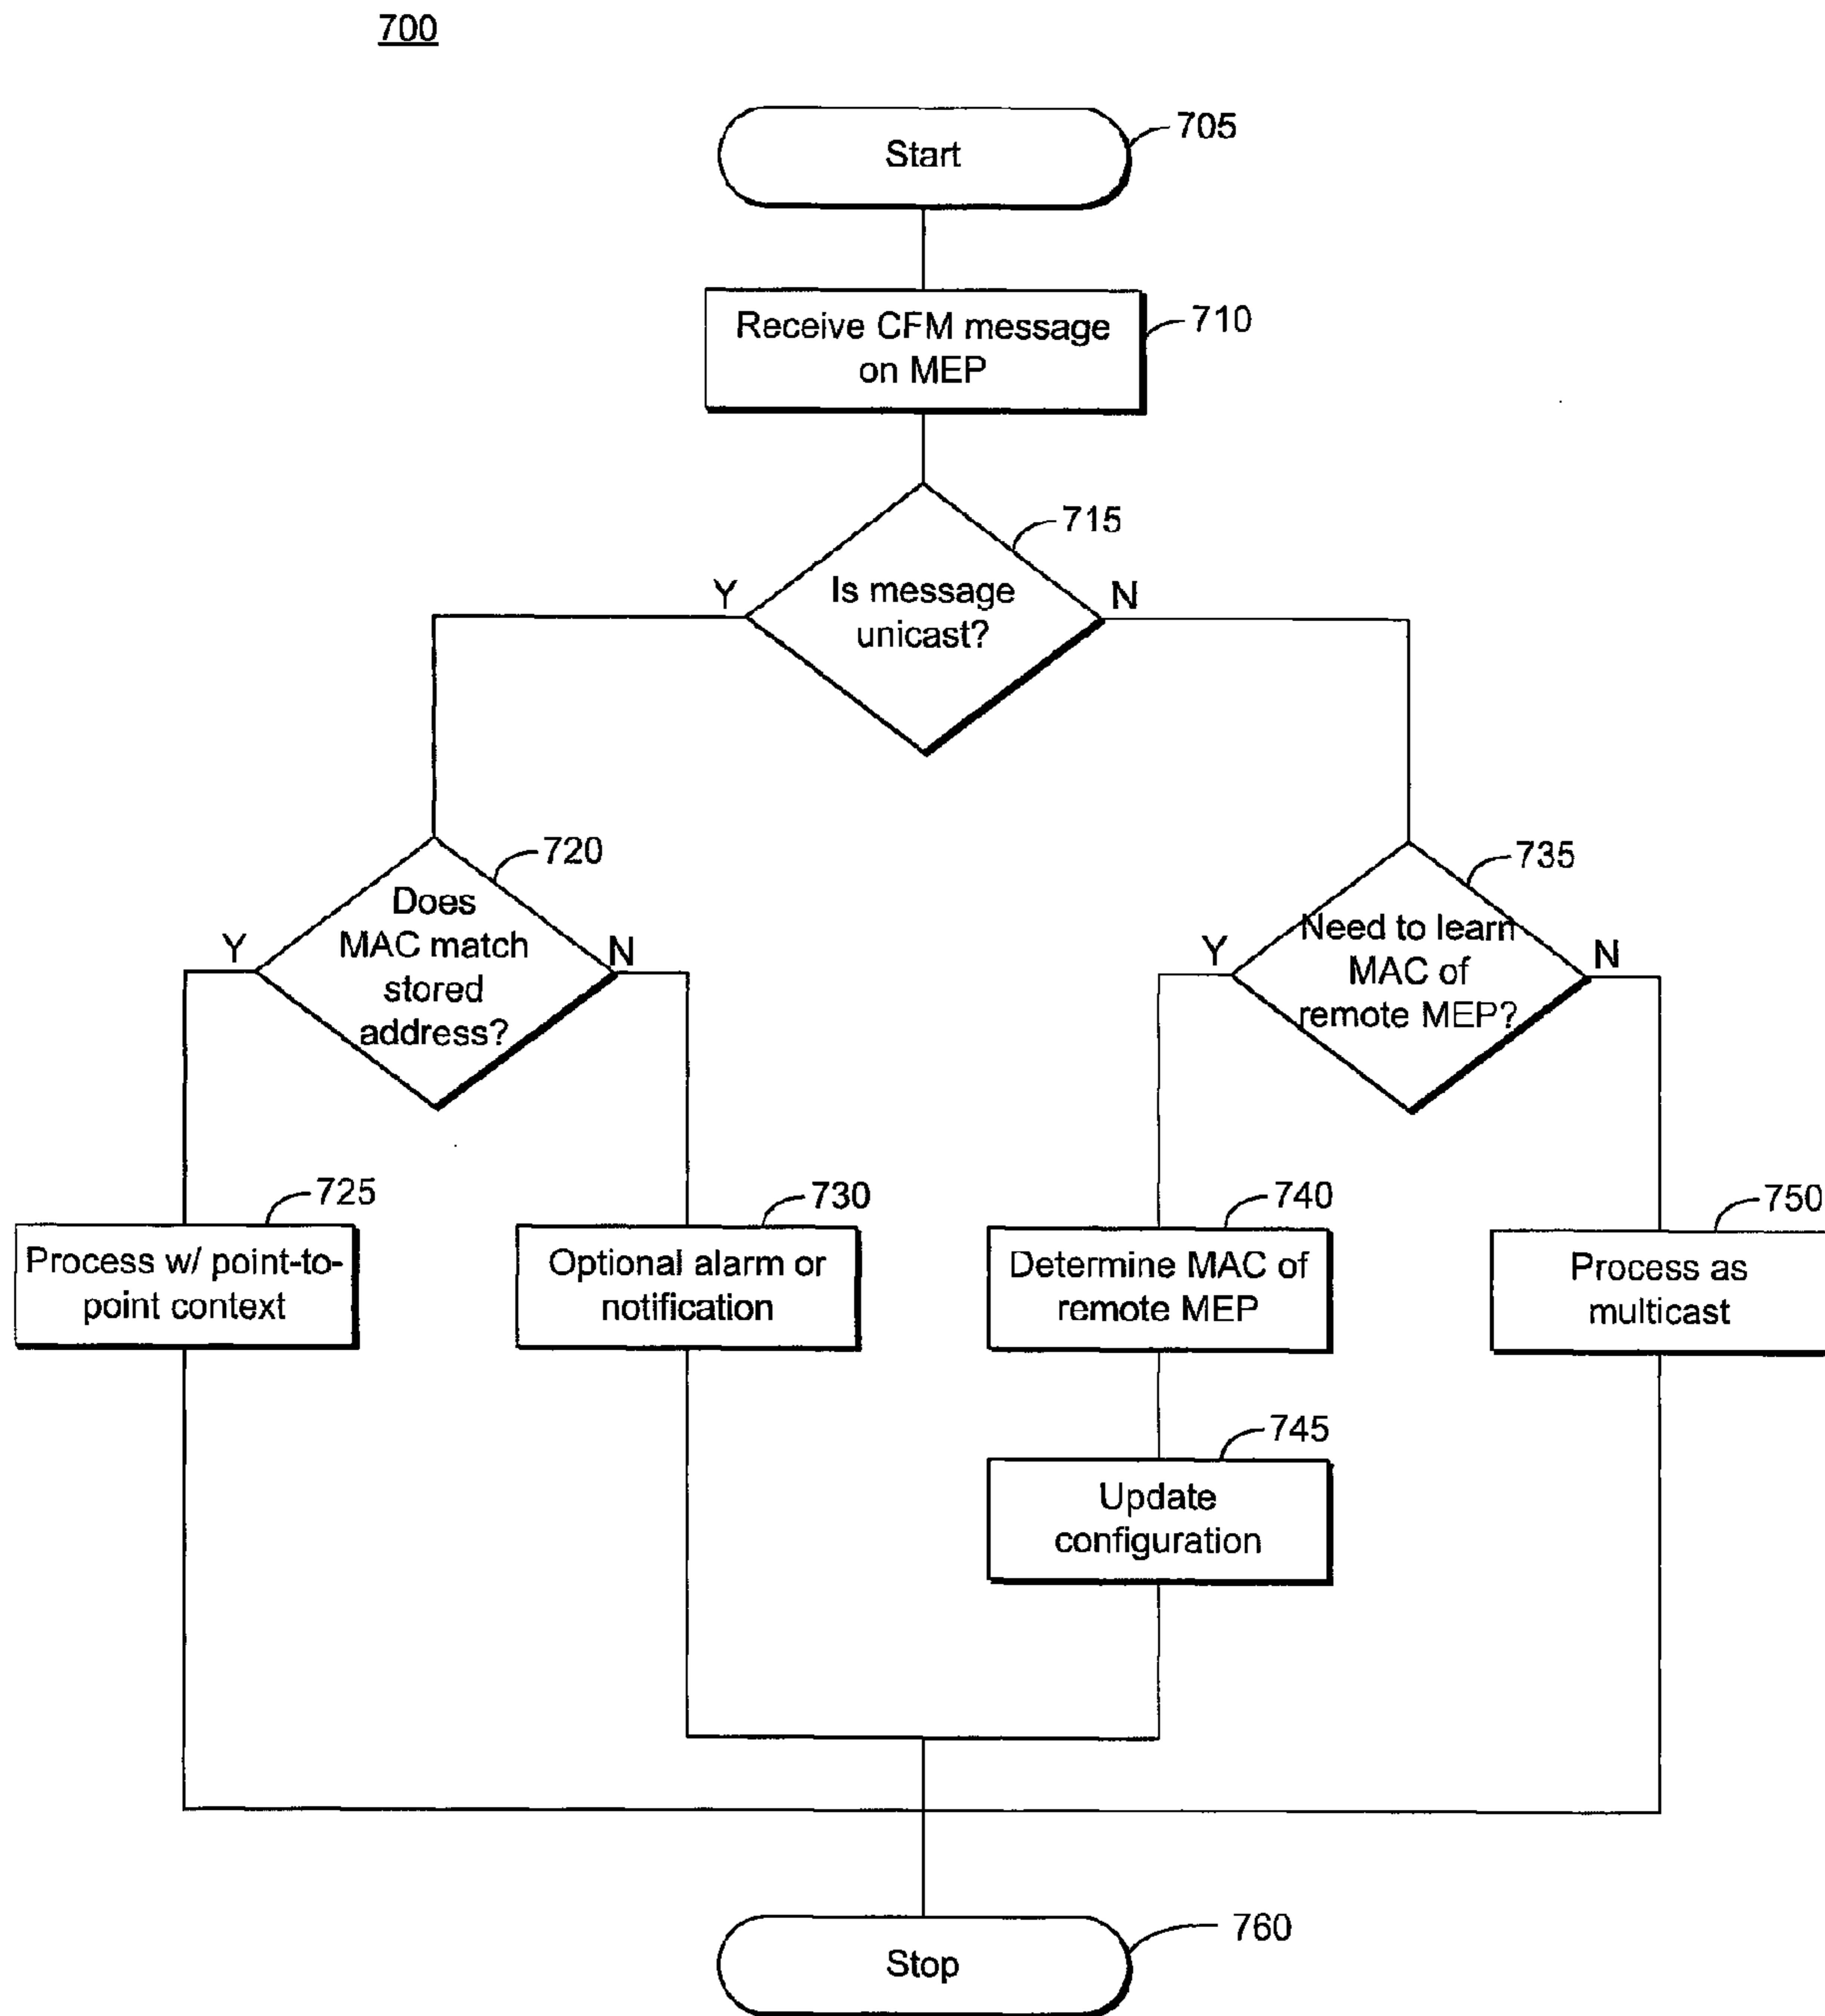 700
Start
705
Receive CFM message
on MEP
710
715
Is message
unicast?
Y
N
720
Does
MAC match
stored
address?
Y
N
735
Need to learn
MAC of
remote MEP?
Y
N
725
Process w/ point-to-
point context
730
Optional alarm or
notification
740
Determine MAC of
remote MEP
750
Process as
multicast
745
Update
configuration
Stop
760